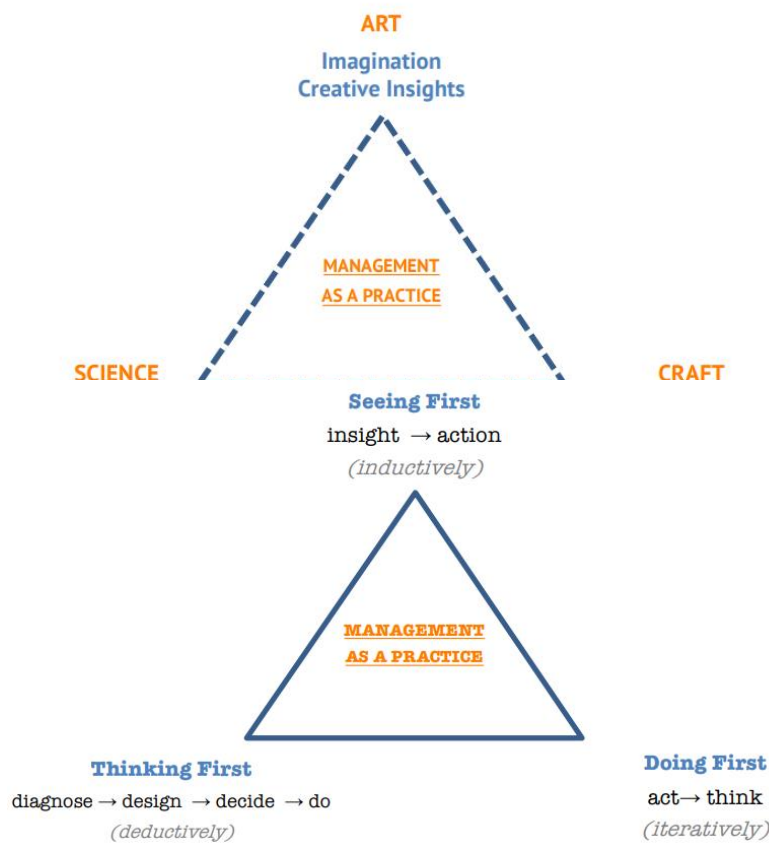 ART
Imagination
Creative Insights
MANAGEMENT
AS A PRACTICE
SCIENCE
CRAFT
Seeing First
insight → action
(inductively)
MANAGEMENT
AS A PRACTICE
Thinking First
diagnose → design → decide → do
(deductively)
Doing First
act→ think
(iteratively)